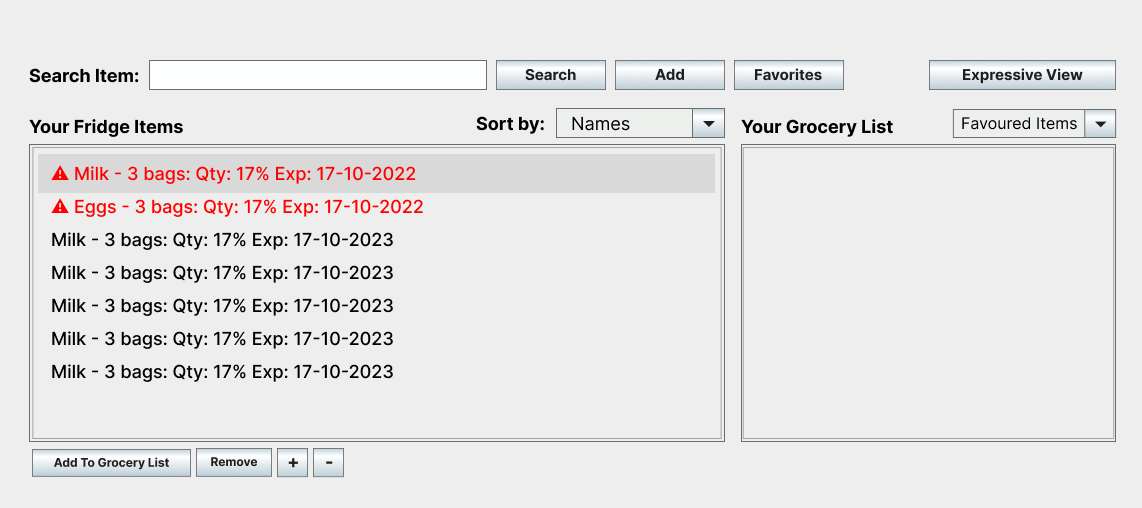 Search Item: Search Add Favorites Expressive View
Your Fridge Items Sort by: Names Your Grocery List Favoured Items
Milk - 3 bags: Qty: 17% Exp: 17-10-2022
Eggs - 3 bags: Qty: 17% Exp: 17-10-2022
Milk - 3 bags: Qty: 17% Exp: 17-10-2023
Milk - 3 bags: Qty: 17% Exp: 17-10-2023
Milk - 3 bags: Qty: 17% Exp: 17-10-2023
Milk - 3 bags: Qty: 17% Exp: 17-10-2023
Milk - 3 bags: Qty: 17% Exp: 17-10-2023
Add To Grocery List Remove + -